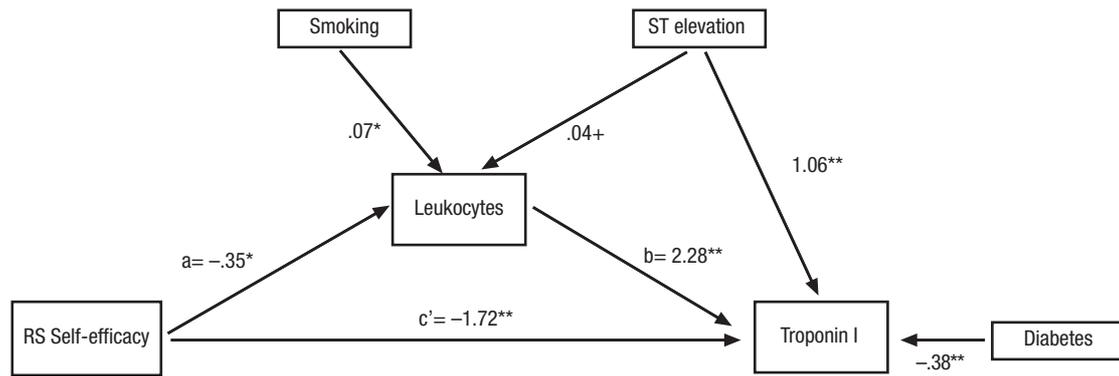 Smoking
ST elevation
.07*
.04+
1.06**
Leukocytes
a= –.35*
b= 2.28**
c’= –1.72**
RS Self-efficacy
Troponin I
Diabetes
–.38**